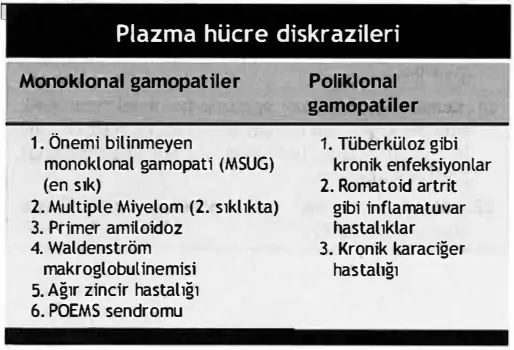 Plazma hücre diskrazileri
Monoklonal gamopatiler
1. Önemi bilinmeyen
monoklonal gamopati (MSUG)
(en sık)
2. Multiple Miyelom (2. sıklıkta)
3. Primer amiloidoz
4. Waldenström
makroglobulinemisi
5. Ağır zincir hastalığı
6. POEMS sendromu
Poliklonal
gamopatiler
1. Tüberküloz gibi
kronik enfeksiyonlar
2. Romatoid artrit
gibi inflamatuvar
hastalıklar
3. Kronik karaciğer
hastalığı